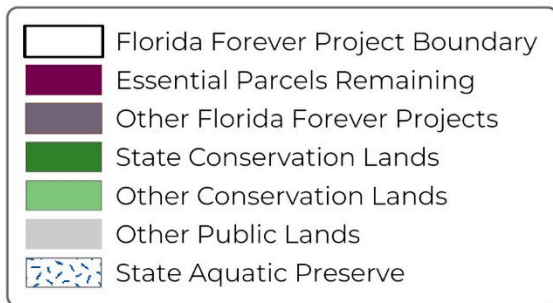 Florida Forever Project Boundary
Essential Parcels Remaining
Other Florida Forever Projects
State Conservation Lands
Other Conservation Lands
Other Public Lands
State Aquatic Preserve